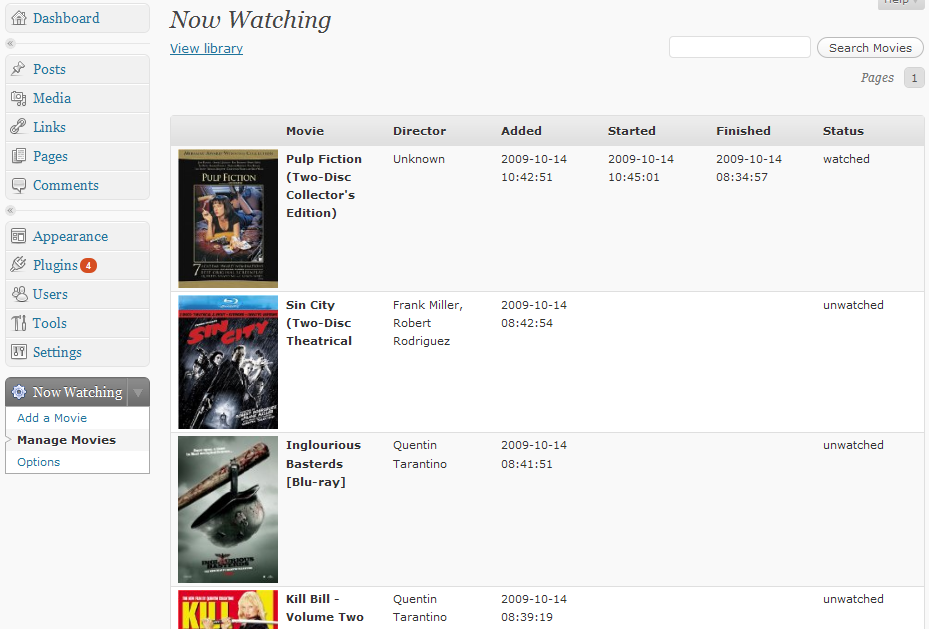 Help
Dashboard
Posts
Media
Links
Pages
Comments
Appearance
Plugins 4
Users
Tools
Settings
Now Watching
Add a Movie
Manage Movies
Options
Now Watching
View library
Search Movies
Pages 1
Movie Director Added Started Finished Status
PULP FICTION
Pulp Fiction Unknown 2009-10-14 2009-10-14 2009-10-14 watched
(Two-Disc 10:42:51 10:45:01 08:34:57
Collector's
Edition)
SIN CITY
Sin City Frank Miller, 2009-10-14 unwatched
(Two-Disc Robert 08:42:54
Theatrical Rodriguez
INGLOURIOUS
BASTERDS
Inglourious Quentin 2009-10-14 unwatched
Basterds Tarantino 08:41:51
[Blu-ray]
KILL
Kill Bill - Quentin 2009-10-14 unwatched
Volume Two Tarantino 08:39:19